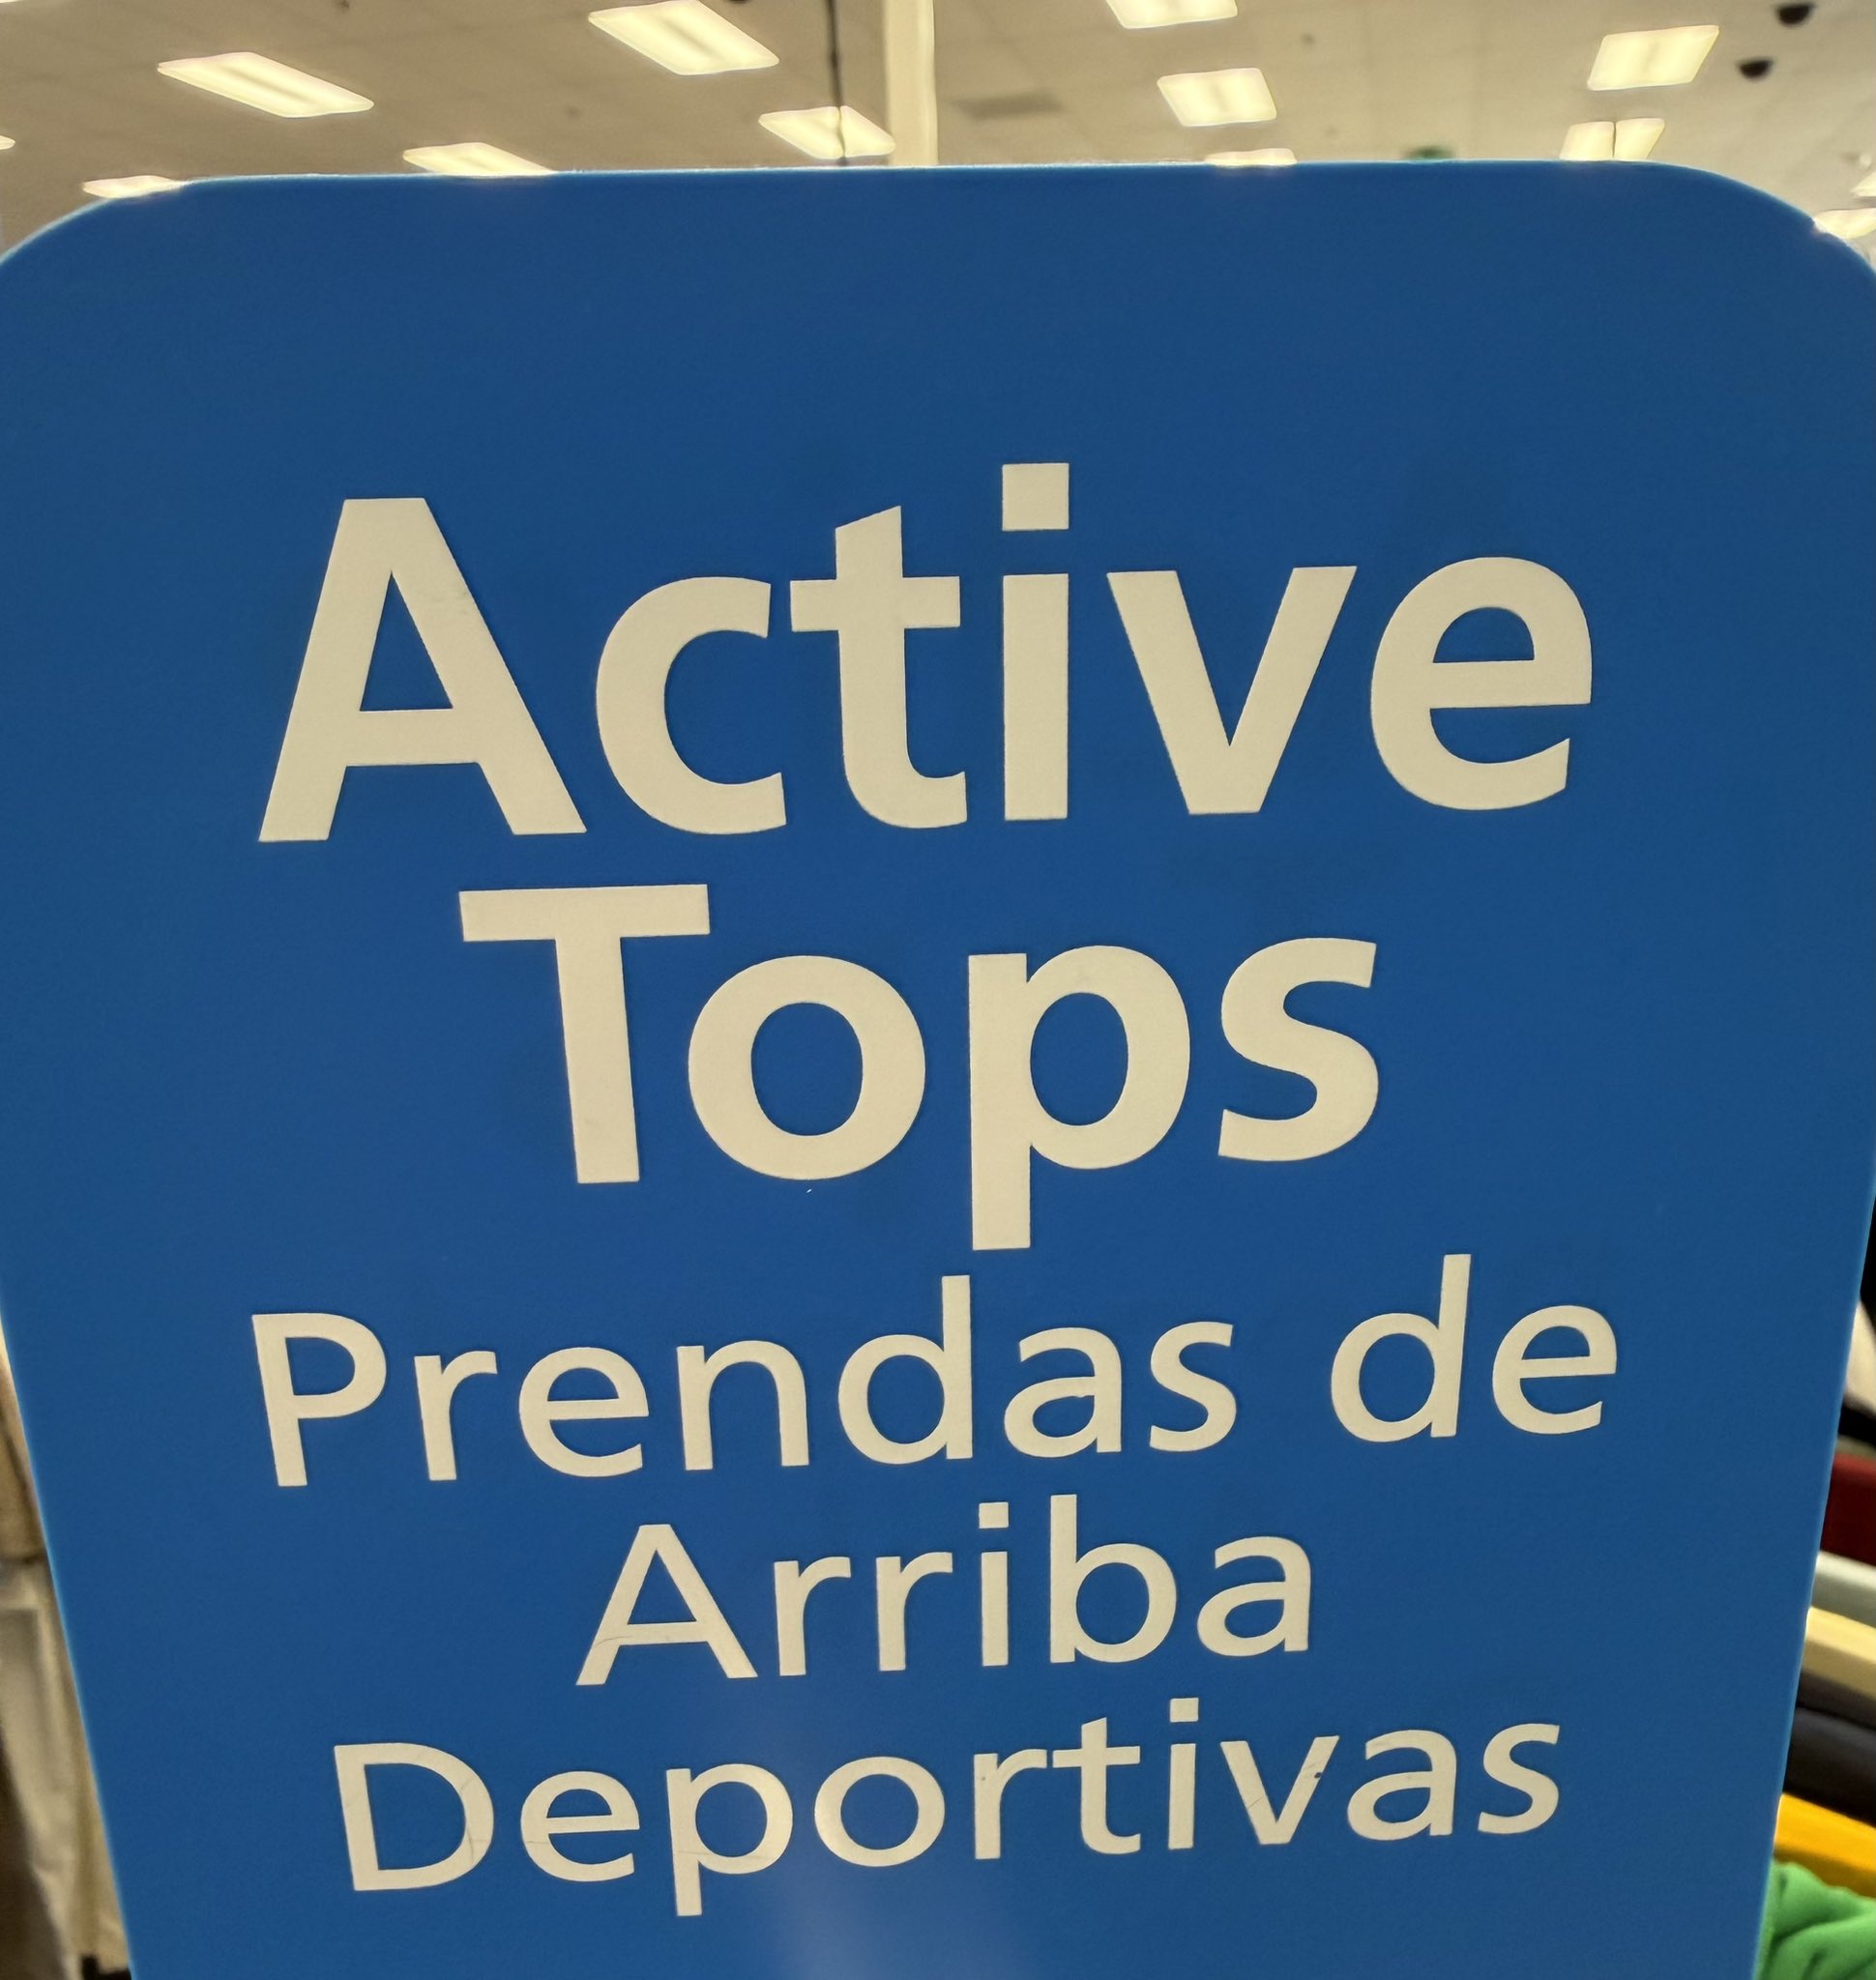 Active
Tops
Prendas de
Arriba
Deportivas